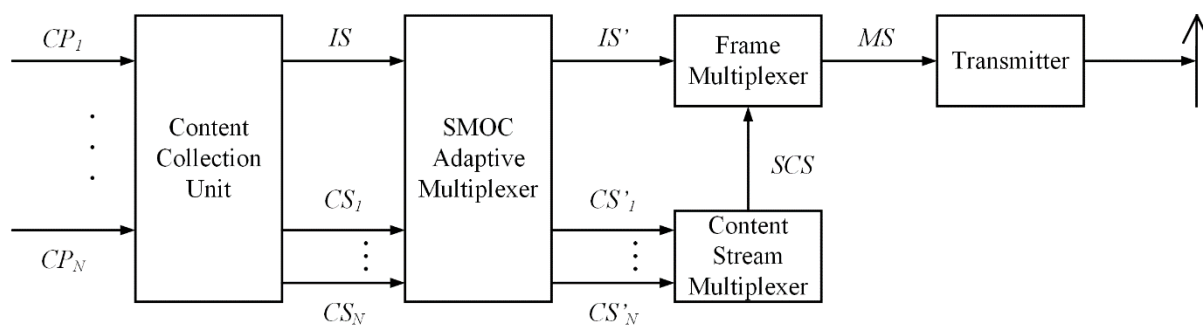 CP1
CPN
Content
Collection
Unit
IS
CS1
CSN
SMOC
Adaptive
Multiplexer
IS'
CS'1
CS'N
Frame
Multiplexer
SCS
Content
Stream
Multiplexer
MS
Transmitter